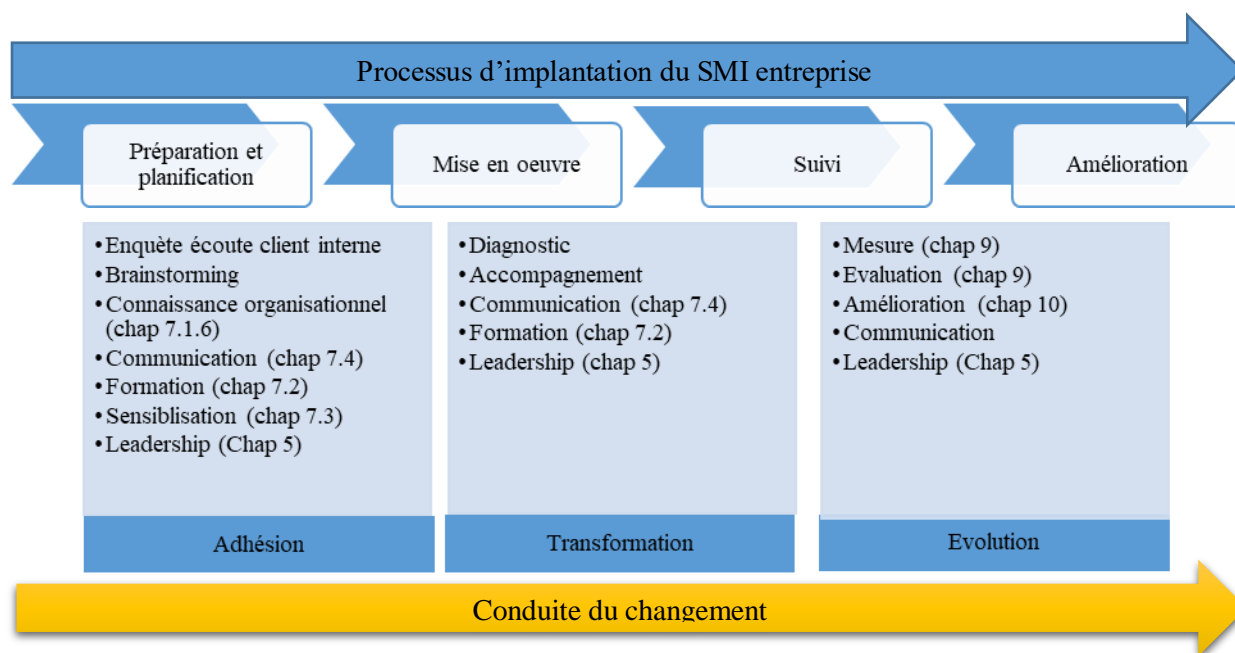 Processus d'implantation du SMI entreprise
Préparation et
planification
Mise en oeuvre
Suivi
Amélioration
•Enquète écoute client interne
•Brainstorming
•Connaissance organisationnel
(chap 7.1.6)
•Communication (chap 7.4)
•Formation (chap 7.2)
•Sensiblisation (chap 7.3)
•Leadership (Chap 5)
•Diagnostic
•Accompagnement
•Communication (chap 7.4)
•Formation (chap 7.2)
•Leadership (chap 5)
•Mesure (chap 9)
•Evaluation (chap 9)
•Amélioration (chap 10)
•Communication
•Leadership (Chap 5)
Adhésion
Transformation
Evolution
Conduite du changement